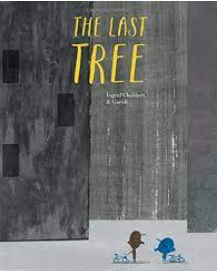 THE LAST
TREE
Ingrid Chabbert
& Guridi